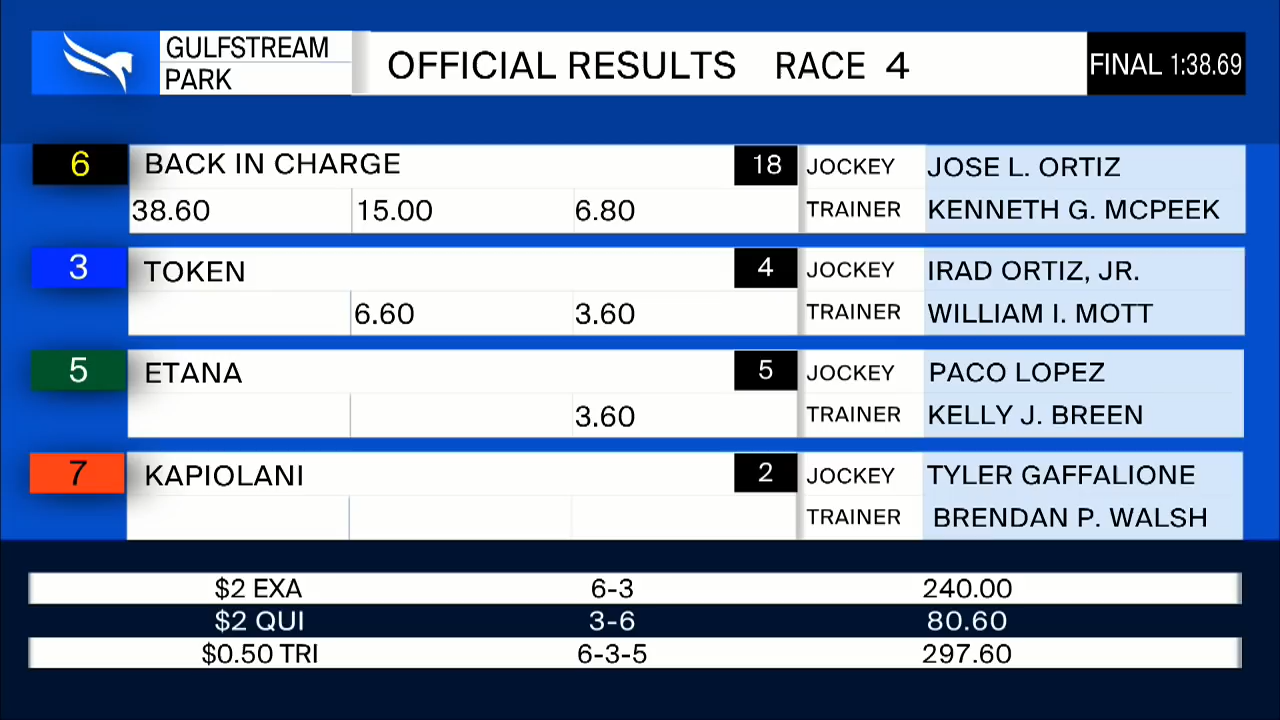 GULFSTREAM PARK
OFFICIAL RESULTS RACE 4
FINAL 1:38.69
6 BACK IN CHARGE 18 JOCKEY JOSE L. ORTIZ
38.60 15.00 6.80 TRAINER KENNETH G. MCPEEK
3 TOKEN 4 JOCKEY IRAD ORTIZ, JR.
6.60 3.60 TRAINER WILLIAM I. MOTT
5 ETANA 5 JOCKEY PACO LOPEZ
3.60 TRAINER KELLY J. BREEN
7 KAPIOLANI 2 JOCKEY TYLER GAFFALIONE
TRAINER BRENDAN P. WALSH
$2 EXA 6-3 240.00
$2 QUI 3-6 80.60
$0.50 TRI 6-3-5 297.60